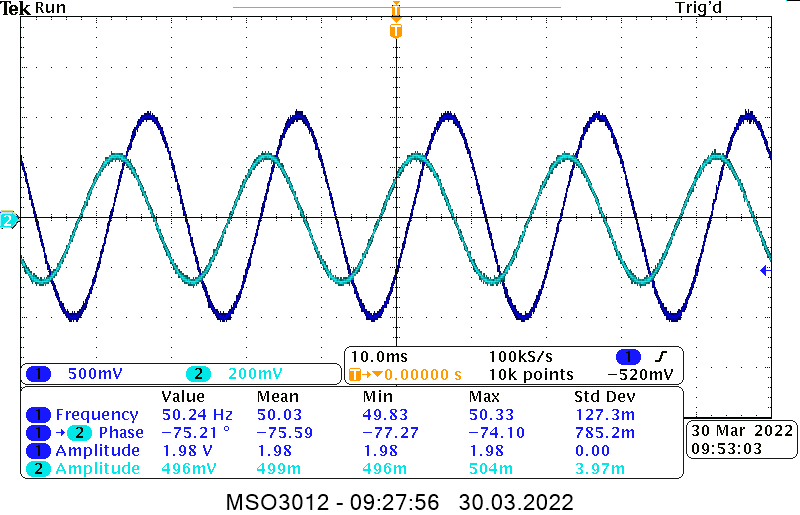 Tek Run Trig'd
T
T
2
1 500mV 2 200mV
10.0ms 100kS/s 1
T→▼0.00000 s 10k points −520mV
Value Mean Min Max Std Dev
1 Frequency 50.24 Hz 50.03 49.83 50.33 127.3m
1 → 2 Phase −75.21 ° −75.59 −77.27 −74.10 785.2m
1 Amplitude 1.98 V 1.98 1.98 1.98 0.00
2 Amplitude 496mV 499m 496m 504m 3.97m
30 Mar 2022
09:53:03
MSO3012 - 09:27:56 30.03.2022